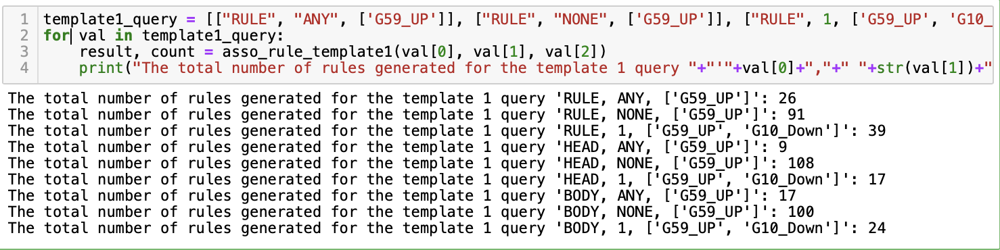 1 template1_query = [["RULE", "ANY", ['G59_UP']], ["RULE", "NONE", ['G59_UP']], ["RULE", 1, ['G59_UP', 'G10_
2 for val in template1_query:
3     result, count = asso_rule_template1(val[0], val[1], val[2])
4     print("The total number of rules generated for the template 1 query "+"'"+val[0]+","+" "+str(val[1])+"
The total number of rules generated for the template 1 query 'RULE, ANY, ['G59_UP']': 26
The total number of rules generated for the template 1 query 'RULE, NONE, ['G59_UP']': 91
The total number of rules generated for the template 1 query 'RULE, 1, ['G59_UP', 'G10_Down']': 39
The total number of rules generated for the template 1 query 'HEAD, ANY, ['G59_UP']': 9
The total number of rules generated for the template 1 query 'HEAD, NONE, ['G59_UP']': 108
The total number of rules generated for the template 1 query 'HEAD, 1, ['G59_UP', 'G10_Down']': 17
The total number of rules generated for the template 1 query 'BODY, ANY, ['G59_UP']': 17
The total number of rules generated for the template 1 query 'BODY, NONE, ['G59_UP']': 100
The total number of rules generated for the template 1 query 'BODY, 1, ['G59_UP', 'G10_Down']': 24